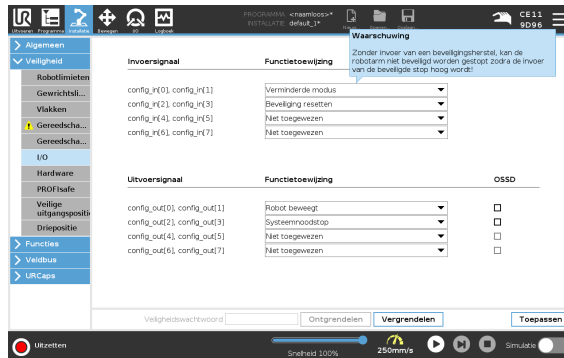 PROGRAMMA <naamloos>*
INSTALLATIE default_1*
CE11
9D96
Uitvoeren Programma Installatie Bewegen I/O Logboek
Waarschuwing
Zonder invoer van een beveiligingsherstel, kan de
robotarm niet beveiligd worden gestopt zodra de invoer
van de beveiligde stop hoog wordt!
Algemeen
Veiligheid
Robotlimieten
Gewrichtsli...
Vlakken
Gereedscha...
Gereedscha...
I/O
Hardware
PROFIsafe
Veilige
uitgangspositi
Driepositie
Functies
Veldbus
URCaps
Invoersignaal Functietoewijzing
config_in[0], config_in[1] Verminderde modus
config_in[2], config_in[3] Beveiliging resetten
config_in[4], config_in[5] Niet toegewezen
config_in[6], config_in[7] Niet toegewezen
Uitvoersignaal Functietoewijzing OSSD
config_out[0], config_out[1] Robot beweegt
config_out[2], config_out[3] Systeemnoodstop
config_out[4], config_out[5] Niet toegewezen
config_out[6], config_out[7] Niet toegewezen
Veiligheidswachtwoord Ontgrendelen Vergrendelen Toepassen
Uitzetten
Snelheid 100%
250mm/s
Simulatie